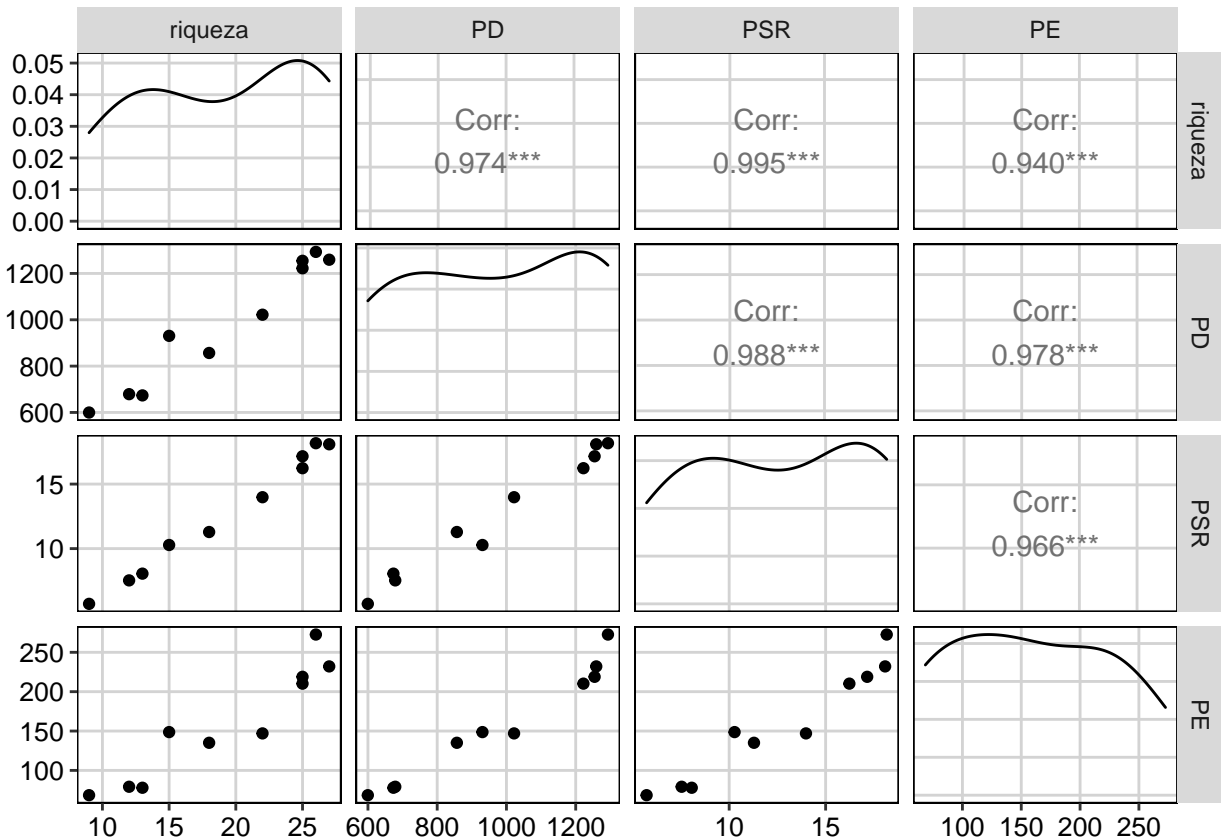 riqueza PD PSR PE
0.05
0.04
0.03
0.02
0.01
0.00
Corr:
0.974***
Corr:
0.995***
Corr:
0.940***
riqueza
1200
1000
800
600
Corr:
0.988***
Corr:
0.978***
PD
15
10
Corr:
0.966***
PSR
250
200
150
100
PE
10 15 20 25 600 800 1000 1200 10 15 100 150 200 250